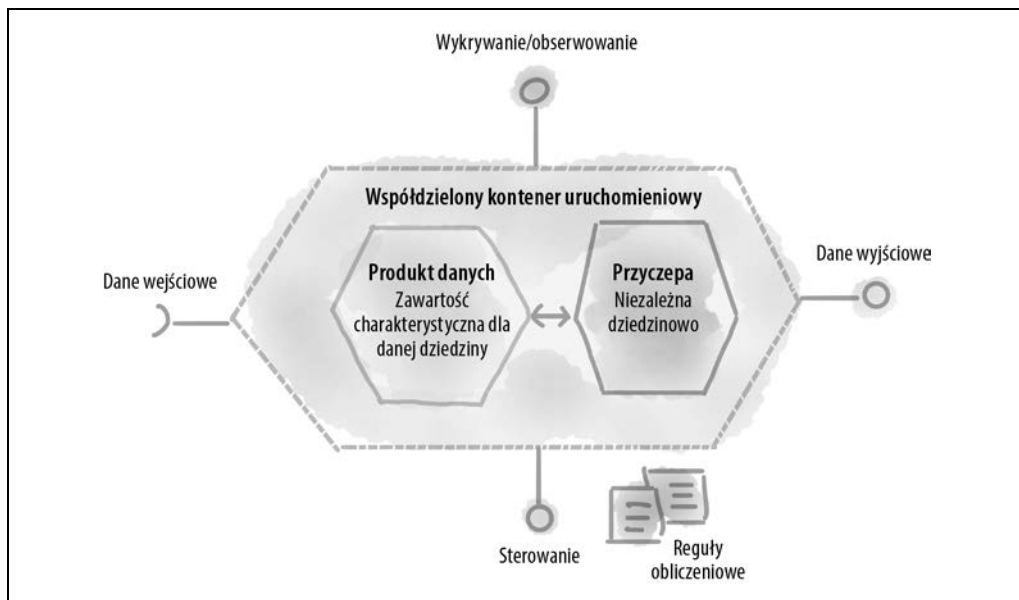 Wykrywanie/obserwowanie
Współdzielony kontener uruchomieniowy
Dane wejściowe
Produkt danych
Zawartość
charakterystyczna dla
danej dziedziny
Przyczepa
Niezależna
dziedzinowo
Dane wyjściowe
Sterowanie
Reguły
obliczeniowe